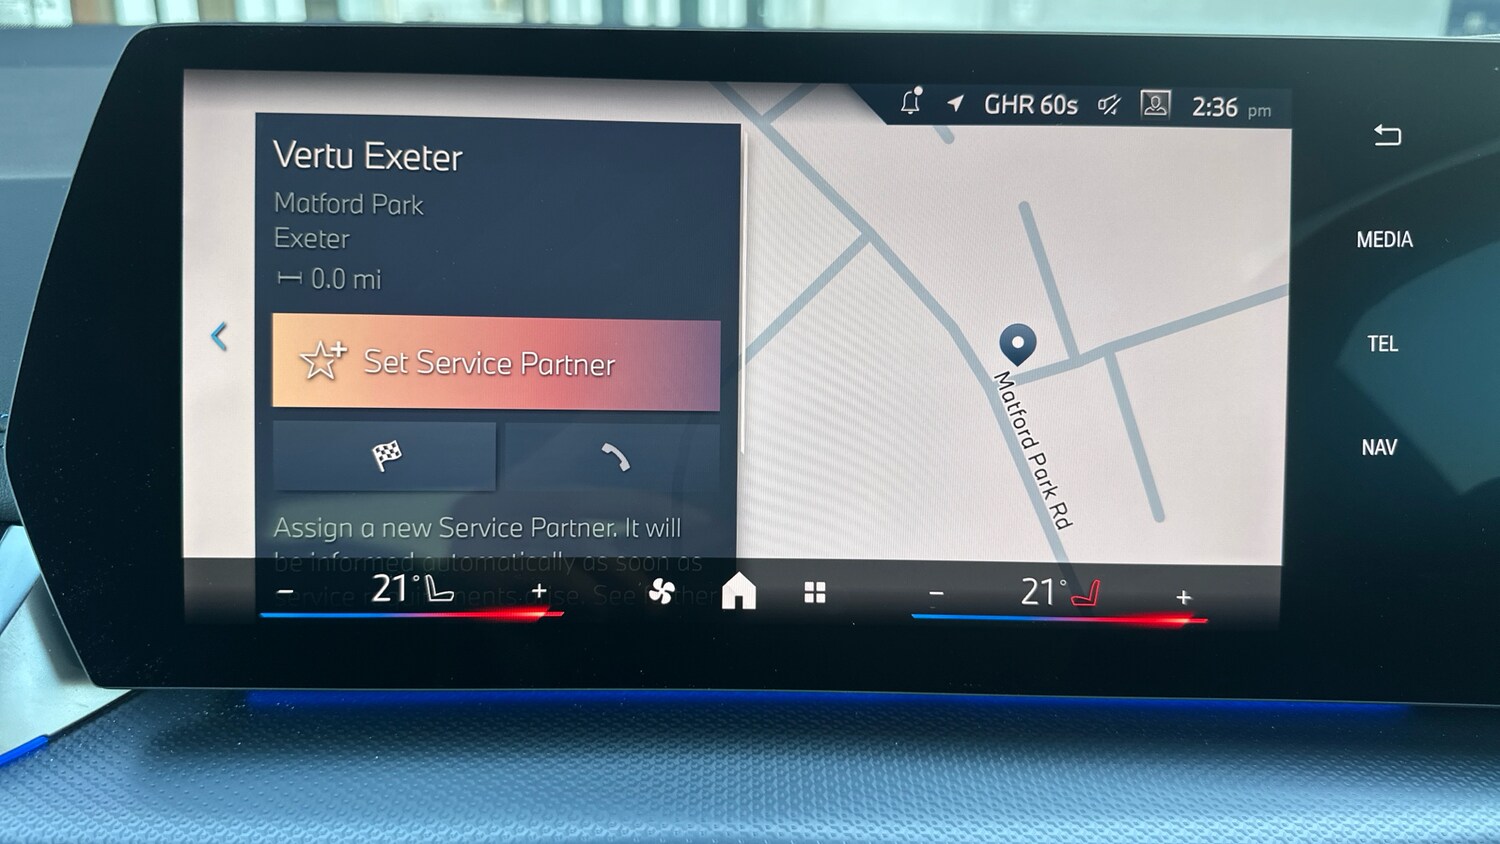 GHR 60s 2:36 pm
Vertu Exeter
Matford Park
Exeter
0.0 mi
Set Service Partner
Assign a new Service Partner. It will
be informed automatically as soon as
Matford Park Rd
MEDIA
TEL
NAV
− 21° + − 21° +